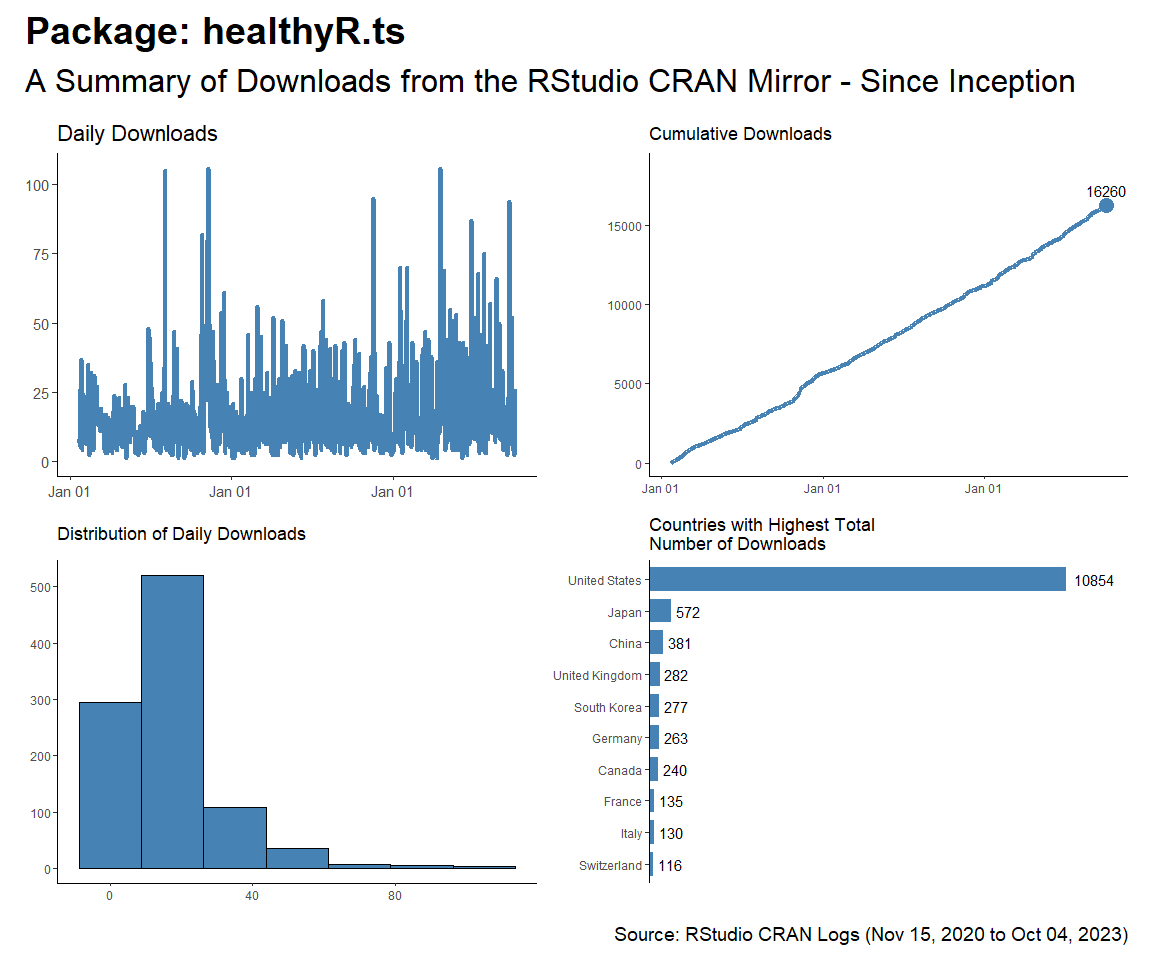 Package: healthyR.ts
A Summary of Downloads from the RStudio CRAN Mirror - Since Inception
Daily Downloads
100
75
50
25
0
Jan 01 Jan 01 Jan 01
Cumulative Downloads
16260
15000
10000
5000
0
Jan 01 Jan 01 Jan 01
Distribution of Daily Downloads
500
400
300
200
100
0
0 40 80
Countries with Highest Total
Number of Downloads
United States 10854
Japan 572
China 381
United Kingdom 282
South Korea 277
Germany 263
Canada 240
France 135
Italy 130
Switzerland 116
Source: RStudio CRAN Logs (Nov 15, 2020 to Oct 04, 2023)